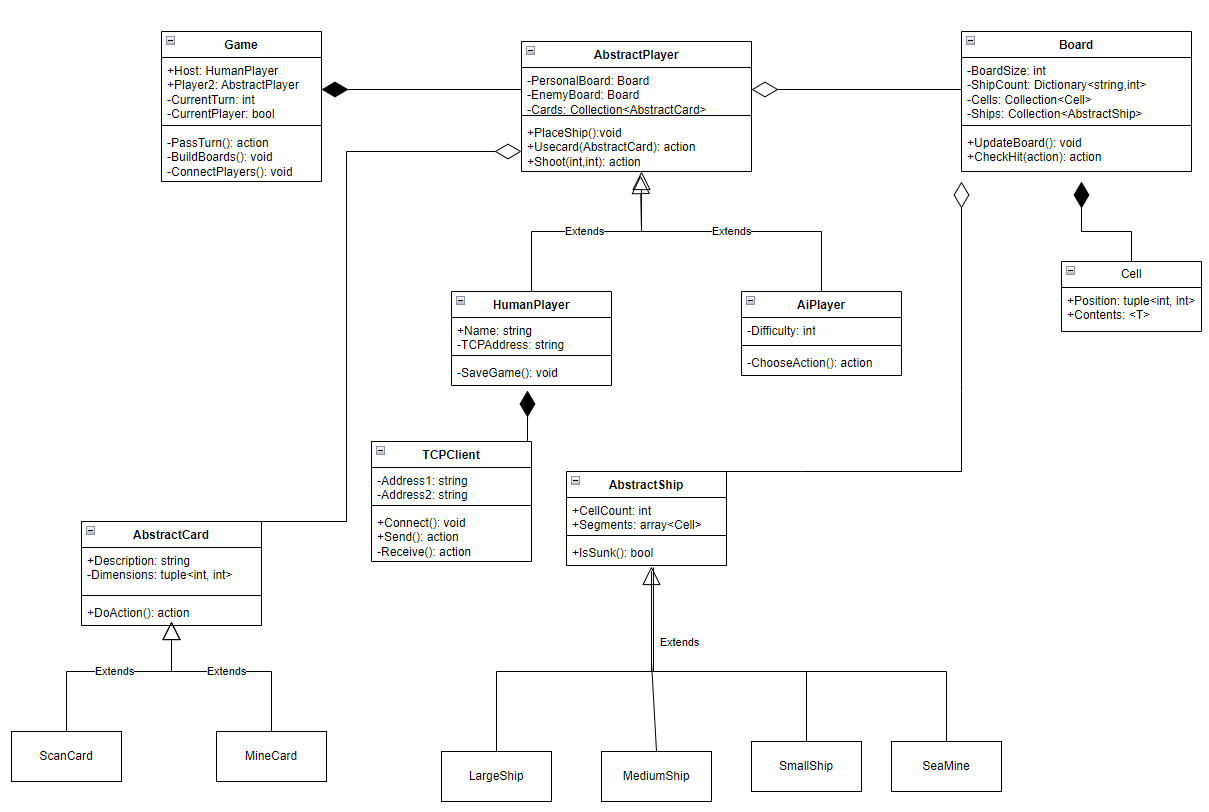 Game
+Host: HumanPlayer
+Player2: AbstractPlayer
-CurrentTurn: int
-CurrentPlayer: bool
-PassTurn(): action
-BuildBoards(): void
-ConnectPlayers(): void
AbstractPlayer
-PersonalBoard: Board
-EnemyBoard: Board
-Cards: Collection<AbstractCard>
+PlaceShip():void
+Usecard(AbstractCard): action
+Shoot(int,int): action
Board
-BoardSize: int
-ShipCount: Dictionary<string,int>
-Cells: Collection<Cell>
-Ships: Collection<AbstractShip>
+UpdateBoard(): void
+CheckHit(action): action
Extends
Extends
Cell
+Position: tuple<int, int>
+Contents: <T>
HumanPlayer
+Name: string
-TCPAddress: string
-SaveGame(): void
AiPlayer
-Difficulty: int
-ChooseAction(): action
TCPClient
-Address1: string
-Address2: string
+Connect(): void
+Send(): action
-Receive(): action
AbstractShip
+CellCount: int
+Segments: array<Cell>
+IsSunk(): bool
AbstractCard
+Description: string
-Dimensions: tuple<int, int>
+DoAction(): action
Extends
Extends
Extends
ScanCard
MineCard
LargeShip
MediumShip
SmallShip
SeaMine